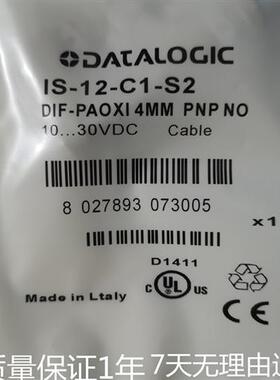 DATALOGIC
IS-12-C1-S2
DIF-PAOXI 4MM PNP NO
10...30VDC Cable
8 027893 073005
x1
D1411
c UL US
CE
Made in Ltaly
质量保证1年 7天无理由退